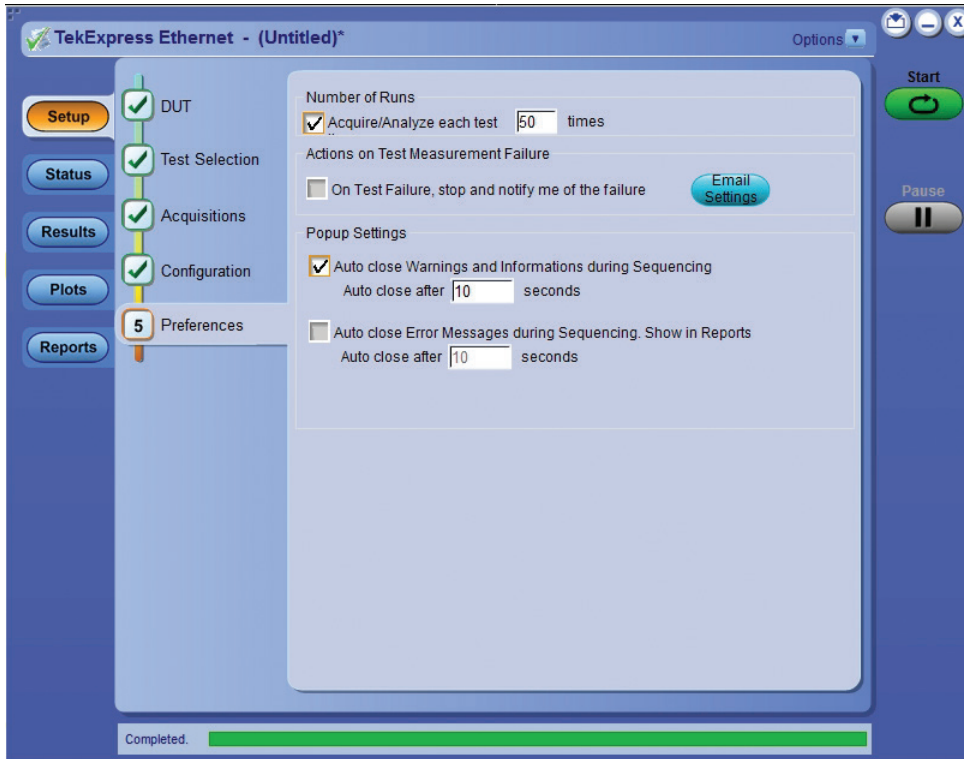 TekExpress Ethernet - (Untitled)*
Options
X
Start
Pause
Setup
Status
Results
Plots
Reports
DUT
Test Selection
Acquisitions
Configuration
5 Preferences
Number of Runs
Acquire/Analyze each test 50 times
Actions on Test Measurement Failure
On Test Failure, stop and notify me of the failure
Email
Settings
Popup Settings
Auto close Warnings and Informations during Sequencing
Auto close after 10 seconds
Auto close Error Messages during Sequencing. Show in Reports
Auto close after 10 seconds
Completed.